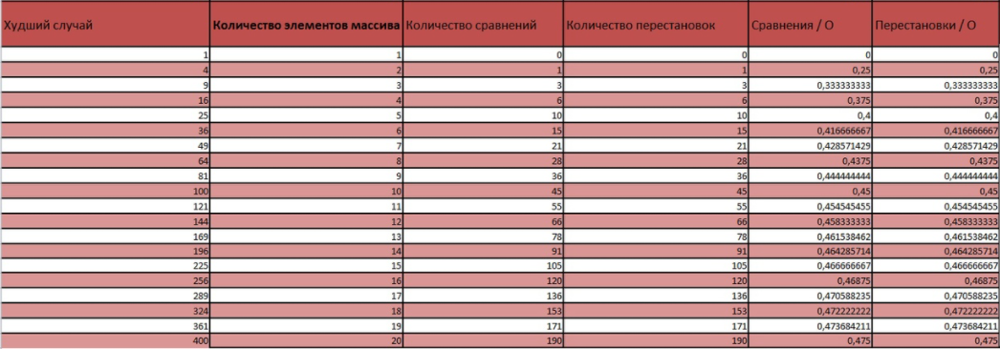 Худший случай Количество элементов массива Количество сравнений Количество перестановок Сравнения / О Перестановки / О
1 1 0 0 0 0
4 2 1 1 0,25 0,25
9 3 3 3 0,333333333 0,333333333
16 4 6 6 0,375 0,375
25 5 10 10 0,4 0,4
36 6 15 15 0,416666667 0,416666667
49 7 21 21 0,428571429 0,428571429
64 8 28 28 0,4375 0,4375
81 9 36 36 0,444444444 0,444444444
100 10 45 45 0,45 0,45
121 11 55 55 0,454545455 0,454545455
144 12 66 66 0,458333333 0,458333333
169 13 78 78 0,461538462 0,461538462
196 14 91 91 0,464285714 0,464285714
225 15 105 105 0,466666667 0,466666667
256 16 120 120 0,46875 0,46875
289 17 136 136 0,470588235 0,470588235
324 18 153 153 0,472222222 0,472222222
361 19 171 171 0,473684211 0,473684211
400 20 190 190 0,475 0,475